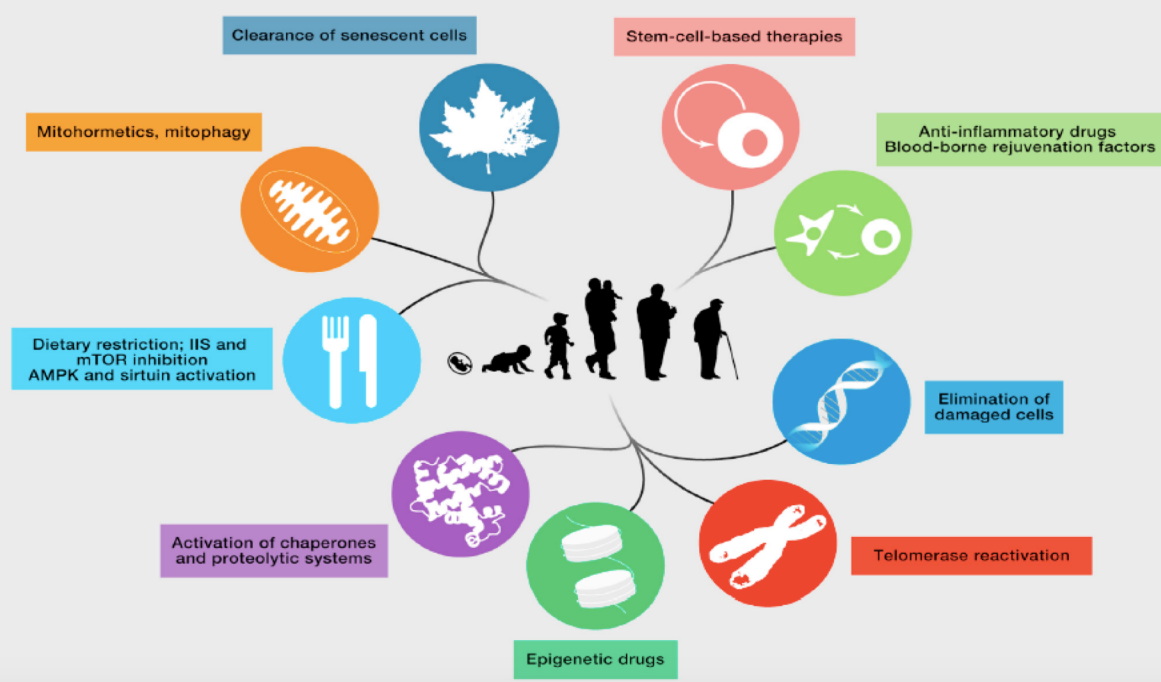 Clearance of senescent cells
Stem-cell-based therapies
Mitohormetics, mitophagy
Anti-inflammatory drugs
Blood-borne rejuvenation factors
Dietary restriction; IIS and
mTOR inhibition
AMPK and sirtuin activation
Elimination of
damaged cells
Activation of chaperones
and proteolytic systems
Telomerase reactivation
Epigenetic drugs